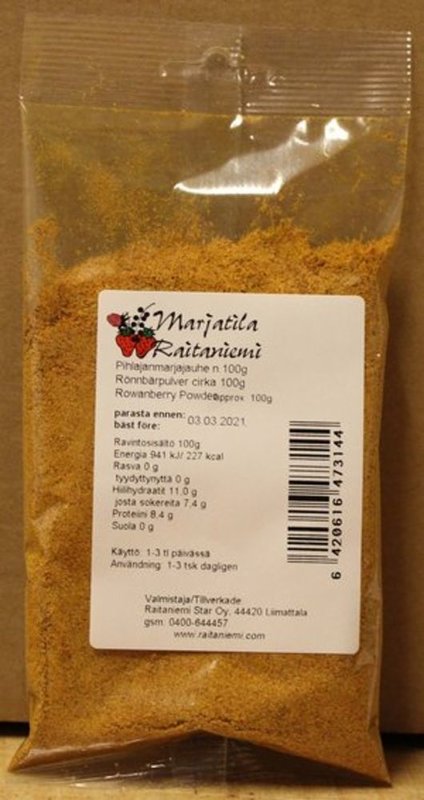 Marjatila
Raitaniemi
Pihlajanmarjajauhe n.100g
Rönnbärpulver cirka 100g
Rowanberry Powder approx. 100g
parasta ennen:
bäst före: 03.03.2021
Ravintosisältö 100g
Energia 941 kJ/ 227 kcal
Rasva 0 g
tyydyttynyttä 0 g
Hiilihydraatit 11,0 g
josta sokereita 7,4 g
Proteiini 8,4 g
Suola 0 g
Käyttö: 1-3 tl päivässä
Användning: 1-3 tsk dagligen
Valmistaja/Tillverkade
Raitaniemi Star Oy. 44420 Liimattala
gsm: 0400-644457
www.raitaniemi.com
6 420616 473144